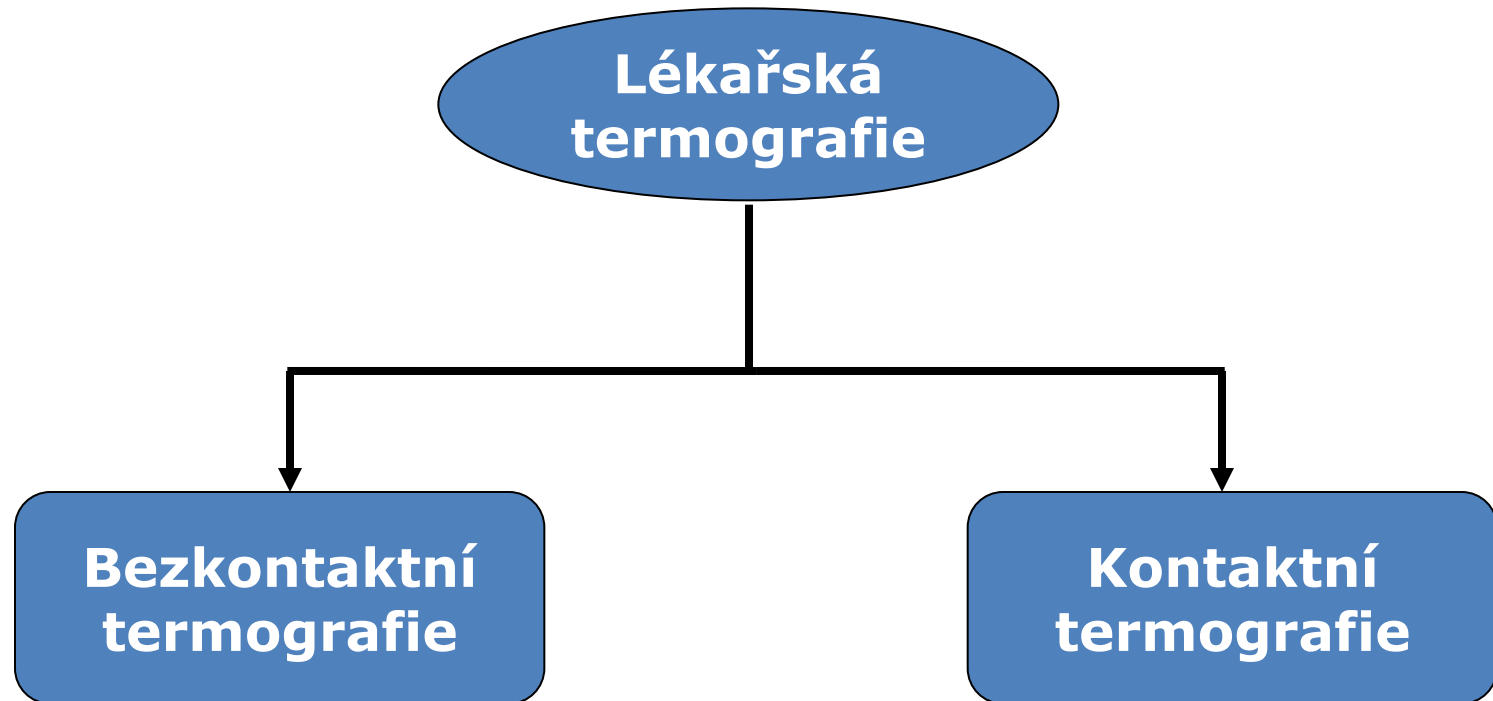 Lékařská
termografie
Bezkontaktní
termografie
Kontaktní
termografie